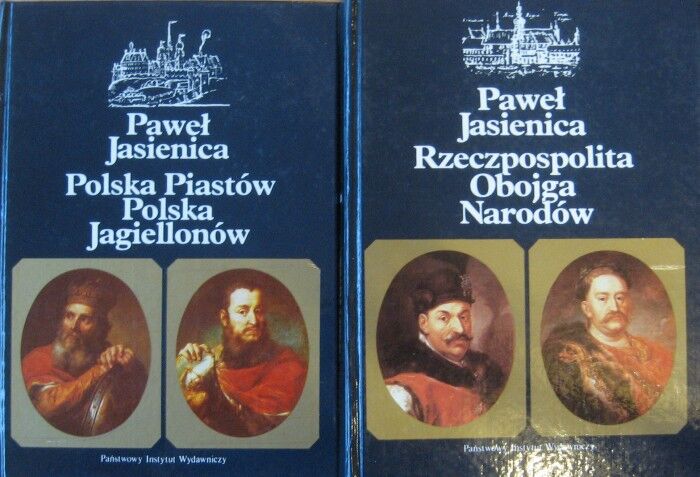 Paweł
Jasienica
Polska Piastów
Polska
Jagiellonów
Państwowy Instytut Wydawniczy
Paweł
Jasienica
Rzeczpospolita
Obojga
Narodów
Państwowy Instytut Wydawniczy